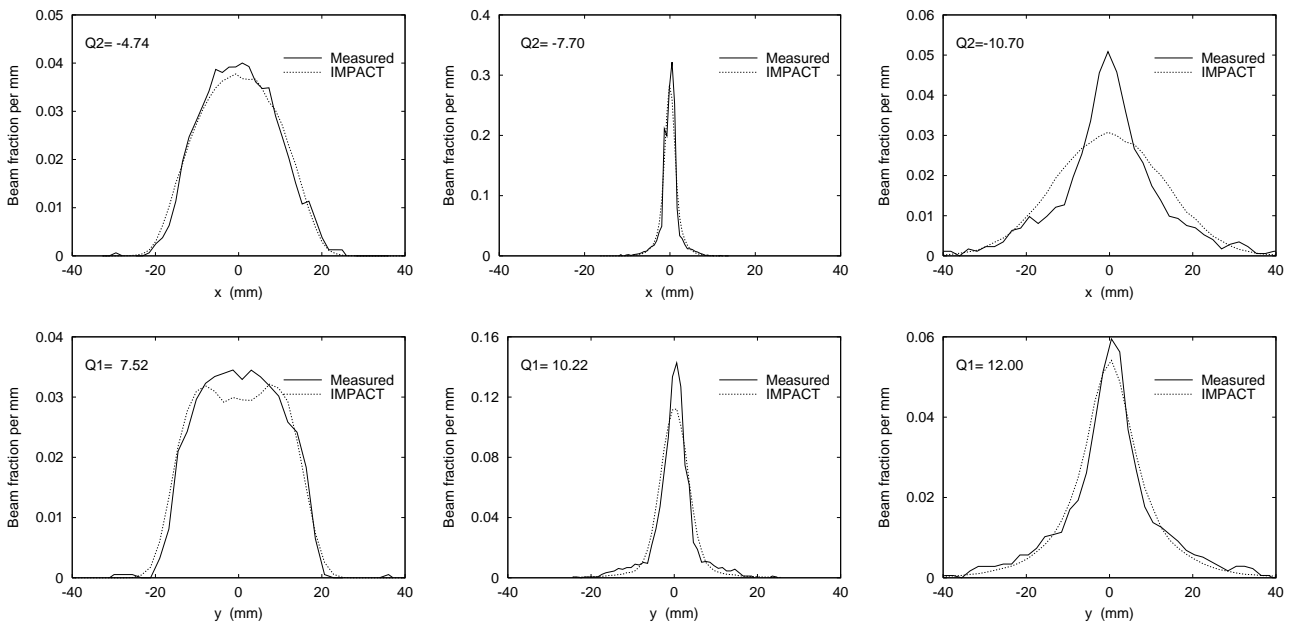 0.05
0.04
0.03
0.02
0.01
0
-40
-20
0
20
40
Beam fraction per mm
x (mm)
Q2= -4.74
Measured
IMPACT
0.4
0.3
0.2
0.1
0
-40
-20
0
20
40
Beam fraction per mm
x (mm)
Q2= -7.70
Measured
IMPACT
0.06
0.05
0.04
0.03
0.02
0.01
0
-40
-20
0
20
40
Beam fraction per mm
x (mm)
Q2=-10.70
Measured
IMPACT
0.04
0.03
0.02
0.01
0
-40
-20
0
20
40
Beam fraction per mm
y (mm)
Q1= 7.52
Measured
IMPACT
0.16
0.12
0.08
0.04
0
-40
-20
0
20
40
Beam fraction per mm
y (mm)
Q1= 10.22
Measured
IMPACT
0.06
0.04
0.02
0
-40
-20
0
20
40
Beam fraction per mm
y (mm)
Q1= 12.00
Measured
IMPACT